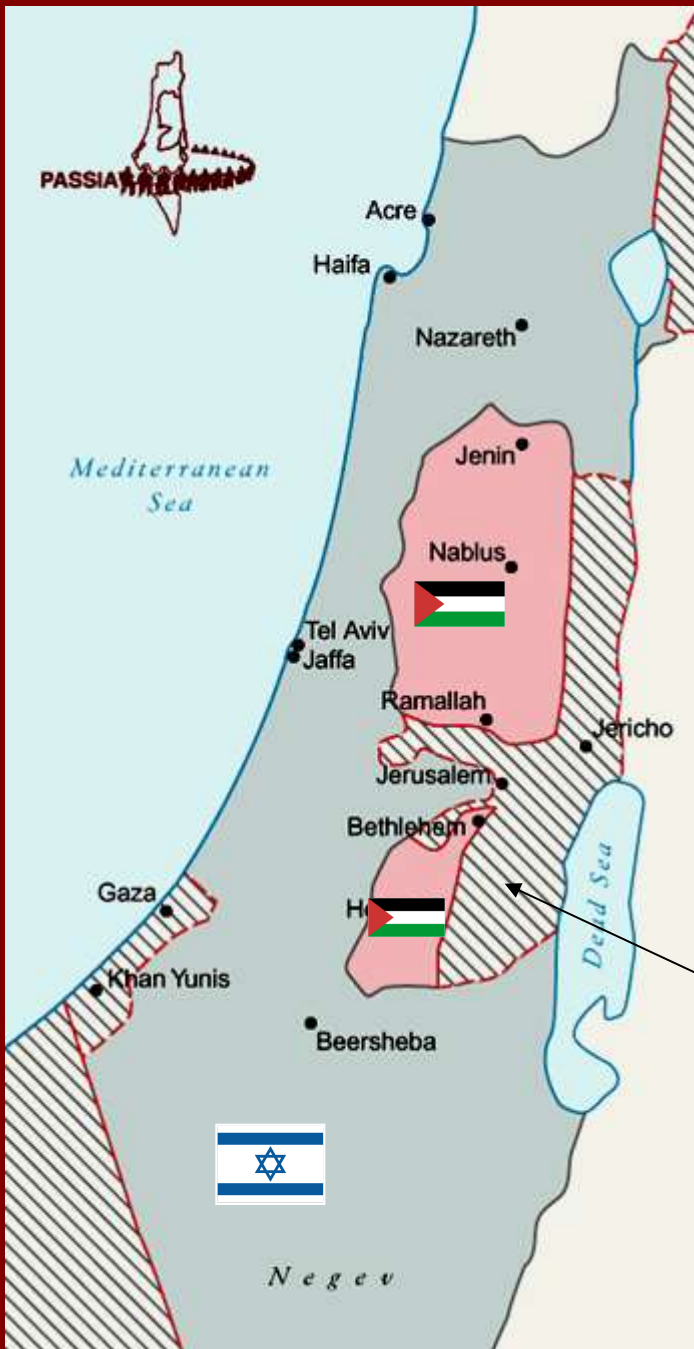 PASSIA
Acre
Haifa
Nazareth
Mediterranean
Sea
Jenin
Nablus
Tel Aviv
Jaffa
Ramallah
Jericho
Jerusalem
Bethlehem
Gaza
Dead Sea
Khan Yunis
Beersheba
Negev